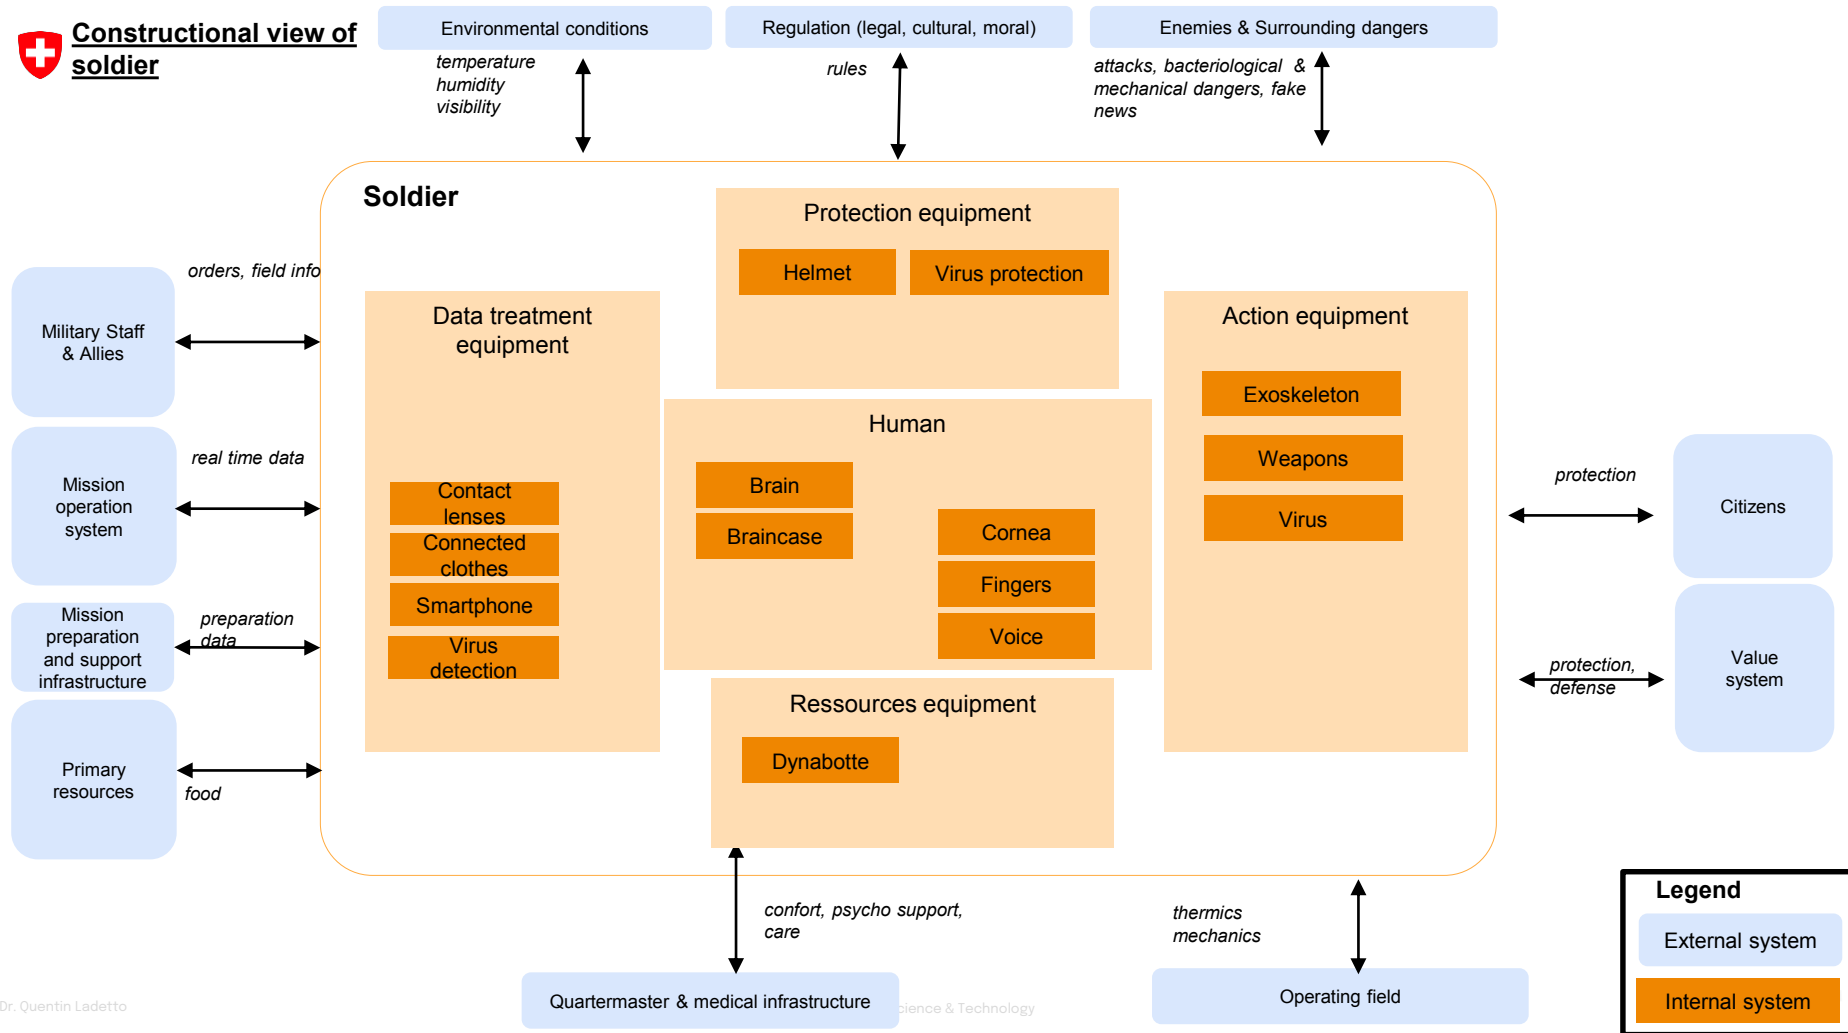 Constructional view of
soldier
Environmental conditions
Regulation (legal, cultural, moral)
Enemies & Surrounding dangers
temperature
humidity
visibility
rules
attacks, bacteriological &
mechanical dangers, fake
news
Soldier
Protection equipment
Helmet
Virus protection
orders, field info
Military Staff
& Allies
Data treatment
equipment
Contact
lenses
Connected
clothes
Smartphone
Virus
detection
Human
Brain
Braincase
Cornea
Fingers
Voice
Action equipment
Exoskeleton
Weapons
Virus
real time data
Mission
operation
system
preparation
data
Mission
preparation
and support
infrastructure
Primary
resources
food
protection
Citizens
protection,
defense
Value
system
Ressources equipment
Dynabotte
confort, psycho support,
care
thermics
mechanics
Quartermaster & medical infrastructure
Operating field
Legend
External system
Internal system
Dr. Quentin Ladetto
cience & Technology